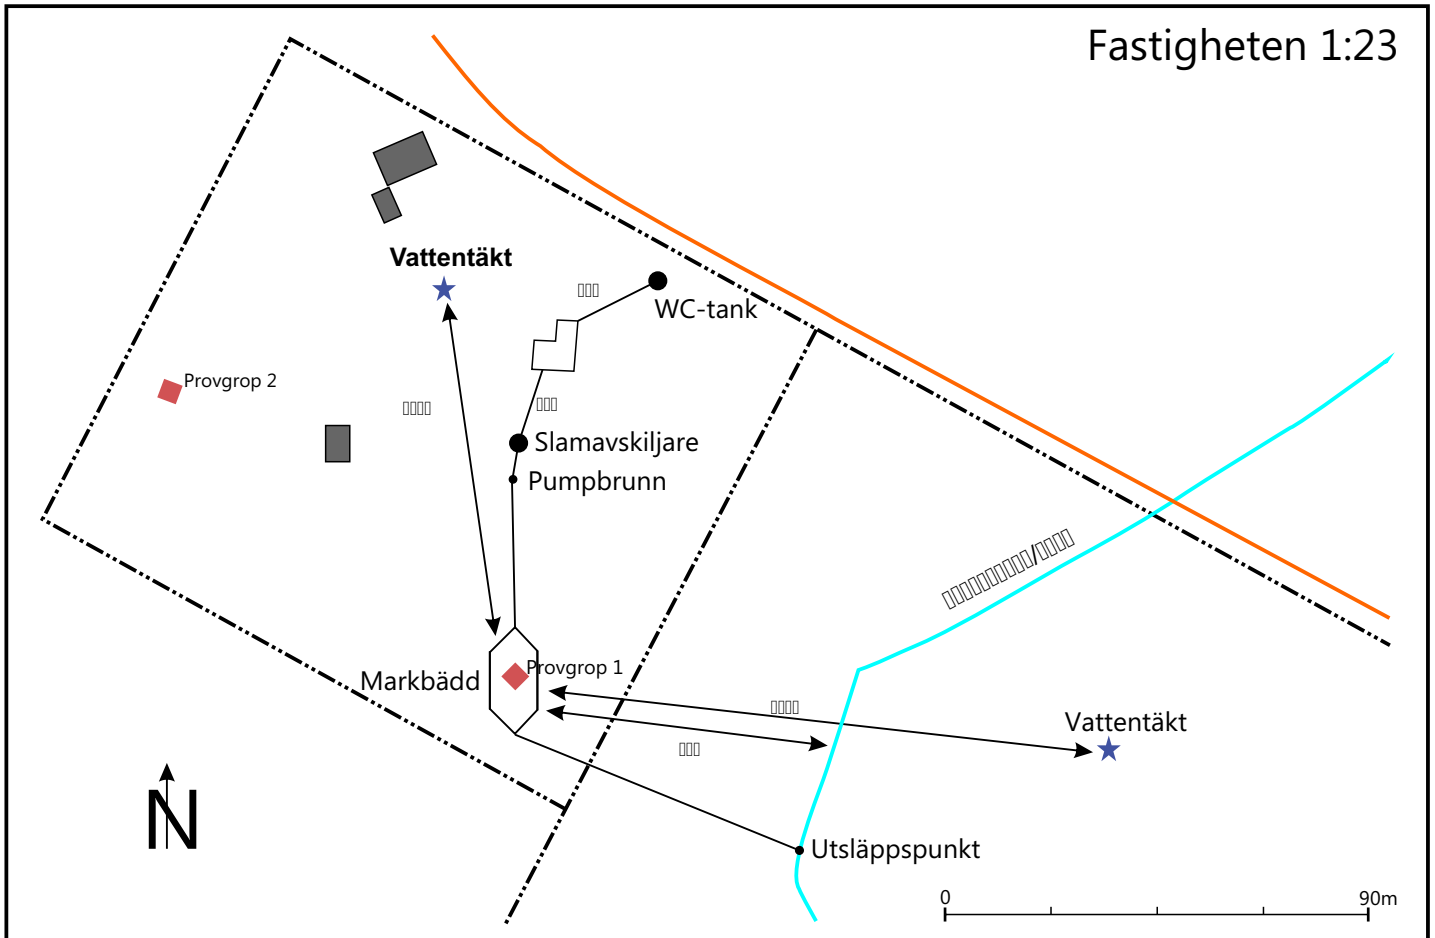 Fastigheten 1:23
Vattentäkt
WC-tank
Provgrop 2
Slamavskiljare
Pumpbrunn
Provgrop 1
Markbädd
Vattentäkt
N
Utsläppspunkt
0
90m